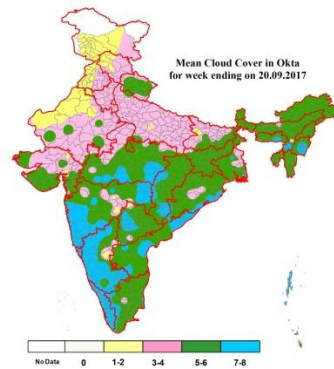 Mean Cloud Cover in Okta
for week ending on 20.09.2017
No Data 0 1-2 3-4 5-6 7-8